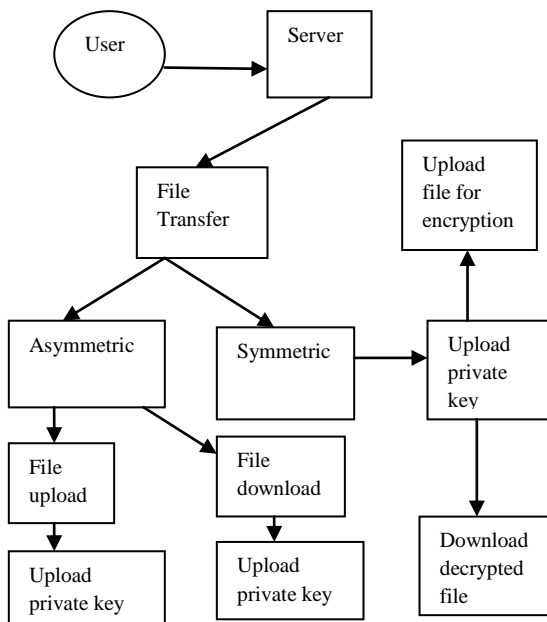 User
Server
File
Transfer
Upload
file for
encryption
Asymmetric
Symmetric
Upload
private
key
File
upload
File
download
Upload
private key
Upload
private key
Download
decrypted
file